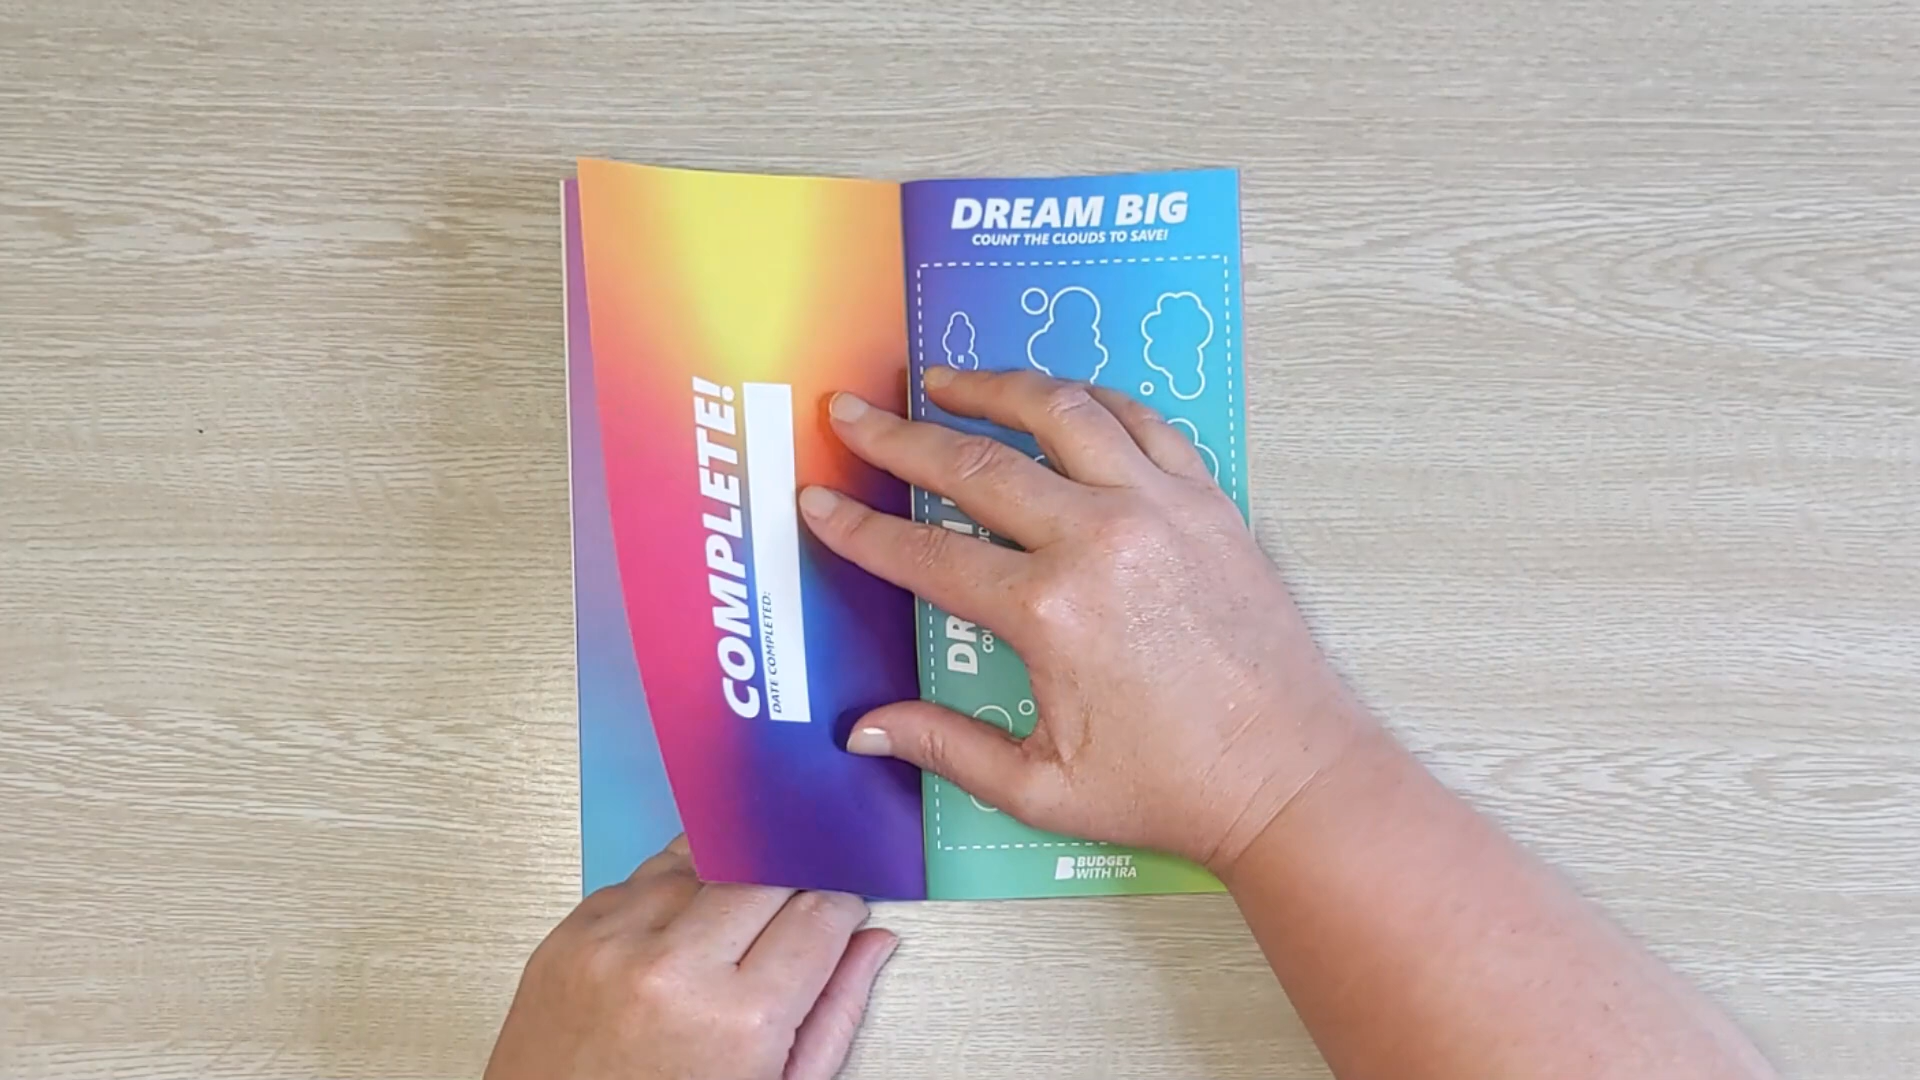 COMPLETE!
DATE COMPLETED:
DREAM BIG
COUNT THE CLOUDS TO SAVE!
BUDGET
WITH IRA